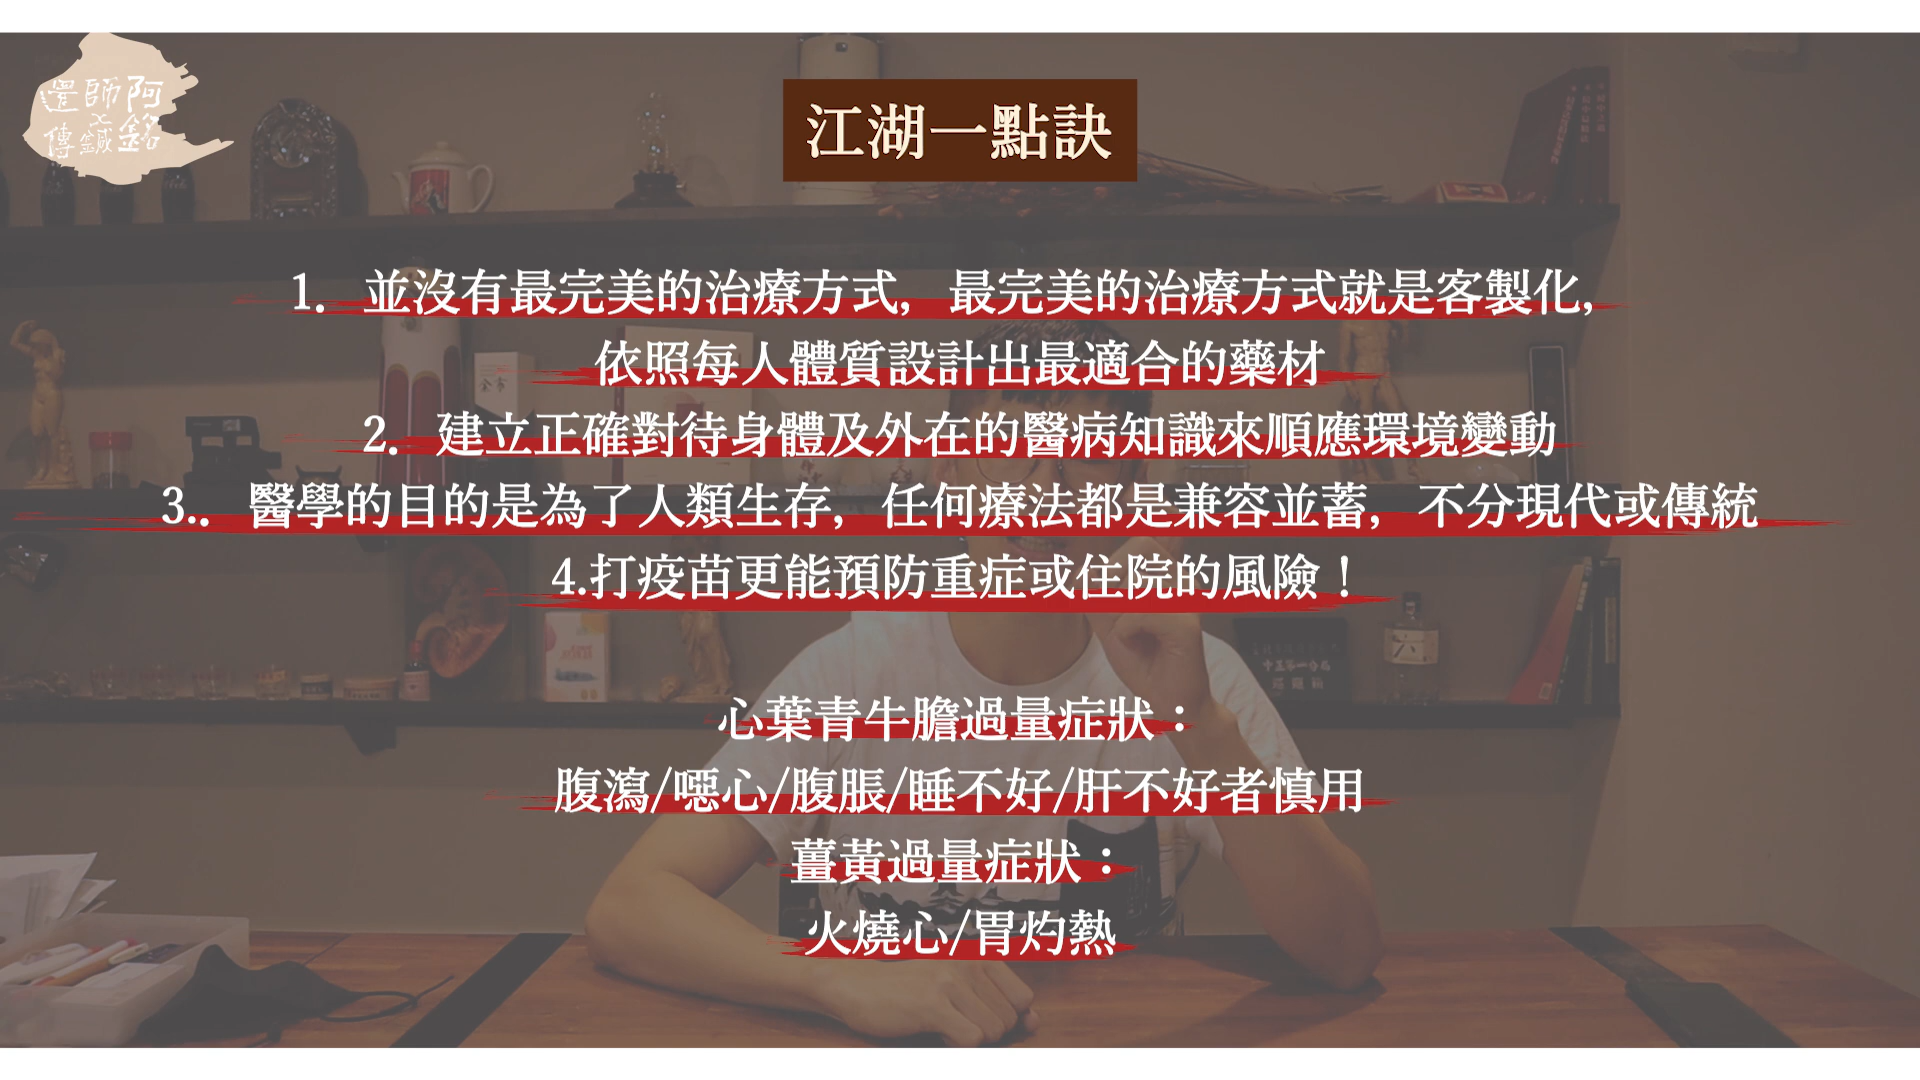 阿銘師
x鍼
遺傳
江湖一點訣
1. 並沒有最完美的治療方式，最完美的治療方式就是客製化，
依照每人體質設計出最適合的藥材
2. 建立正確對待身體及外在的醫病知識來順應環境變動
3.. 醫學的目的是為了人類生存，任何療法都是兼容並蓄，不分現代或傳統
4.打疫苗更能預防重症或住院的風險！
心葉青牛膽過量症狀：
腹瀉/噁心/腹脹/睡不好/肝不好者慎用
薑黃過量症狀：
火燒心/胃灼熱